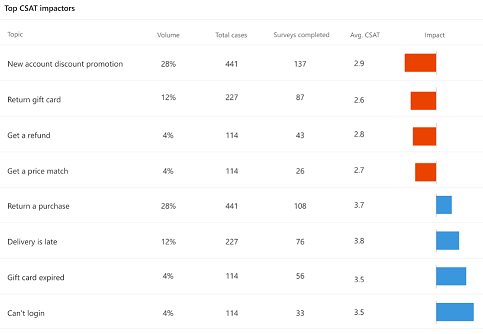 Top CSAT impactors
Topic Volume Total cases Surveys completed Avg. CSAT Impact
New account discount promotion 28% 441 137 2.9
Return gift card 12% 227 87 2.6
Get a refund 4% 114 43 2.8
Get a price match 4% 114 26 2.7
Return a purchase 28% 441 108 3.7
Delivery is late 12% 227 76 3.8
Gift card expired 4% 114 56 3.5
Can't login 4% 114 33 3.5